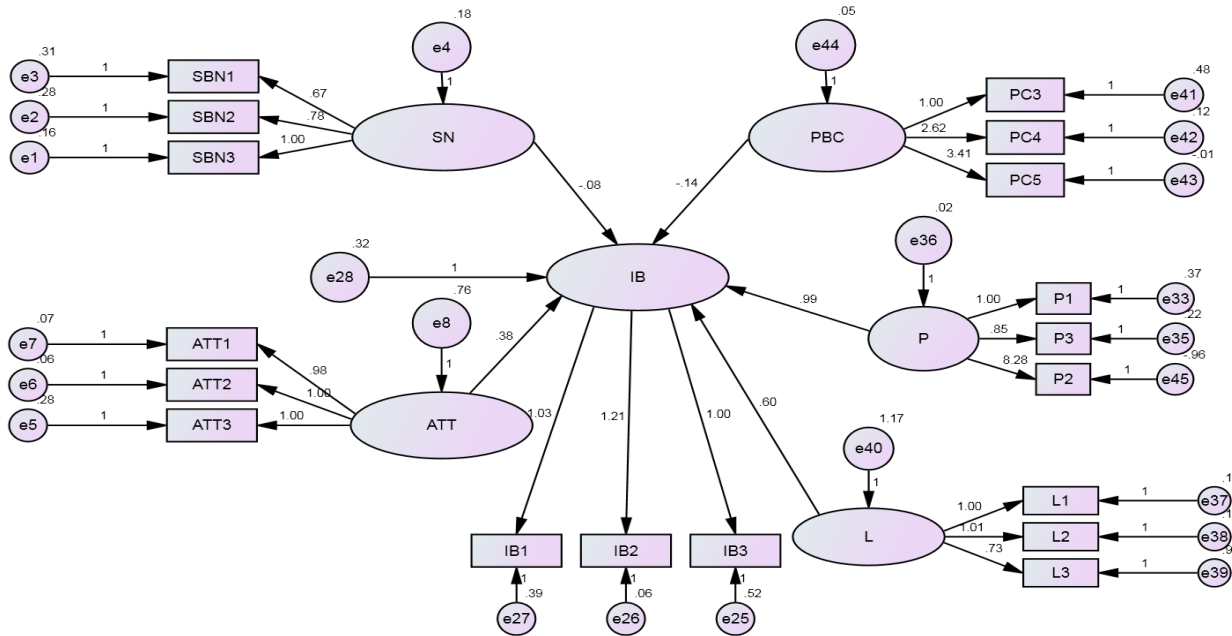 .18
.05
e4
e44
.31
e3
1
SBN1
.67
1
1
PC3
1.00
1
.48
e41
.28
e2
1
SBN2
.78
SN
PBC
PC4
2.62
1
.12
e42
.16
e1
1
SBN3
1.00
3.41
PC5
1
-.01
e43
-.08
-.14
.02
e36
.32
e28
1
IB
1
.37
.76
e8
.99
1.00
P1
1
e33
.07
e7
1
ATT1
1
.38
P
.85
P3
1
.22
e35
.06
e6
1
ATT2
.98
8.28
P2
1
-.96
e45
.28
e5
1
ATT3
1.00
1.00
ATT
1.03
1.21
1.00
.60
1.17
e40
1
L
1.00
L1
1
e37
1.01
L2
1
e38
.73
L3
1
e39
IB1
IB2
IB3
1
1
1
.39
.06
.52
e27
e26
e25